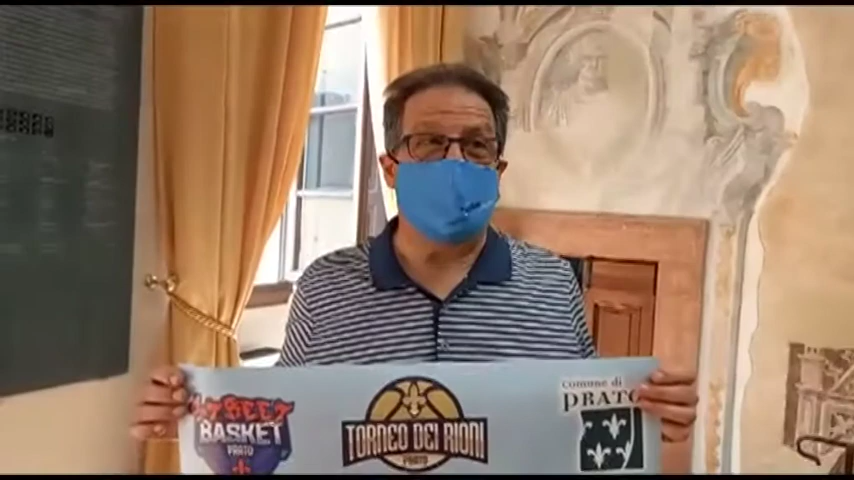 STREET
BASKET
PRATO
TORNEO DEI RIONI
PRATO
COMUNE DI
PRATO